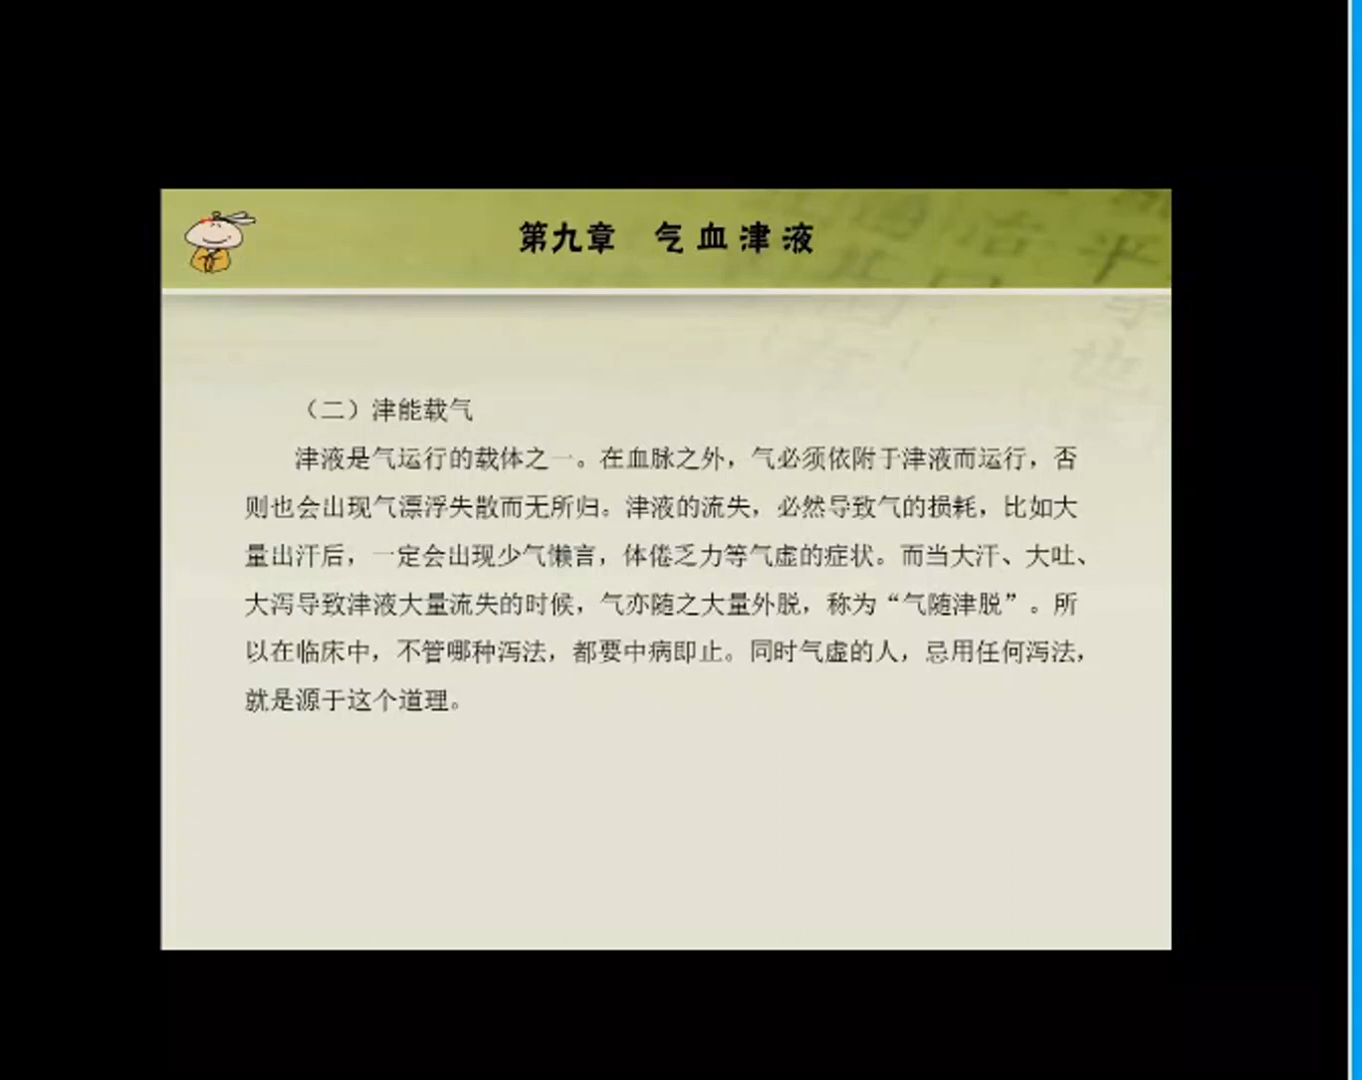 第九章 气血津液
（二）津能载气
津液是气运行的载体之一。在血脉之外，气必须依附于津液而运行，否
则也会出现气漂浮失散而无所归。津液的流失，必然导致气的损耗，比如大
量出汗后，一定会出现少气懒言，体倦乏力等气虚的症状。而当大汗、大吐、
大泻导致津液大量流失的时候，气亦随之大量外脱，称为“气随津脱”。所
以在临床中，不管哪种泻法，都要中病即止。同时气虚的人，忌用任何泻法，
就是源于这个道理。